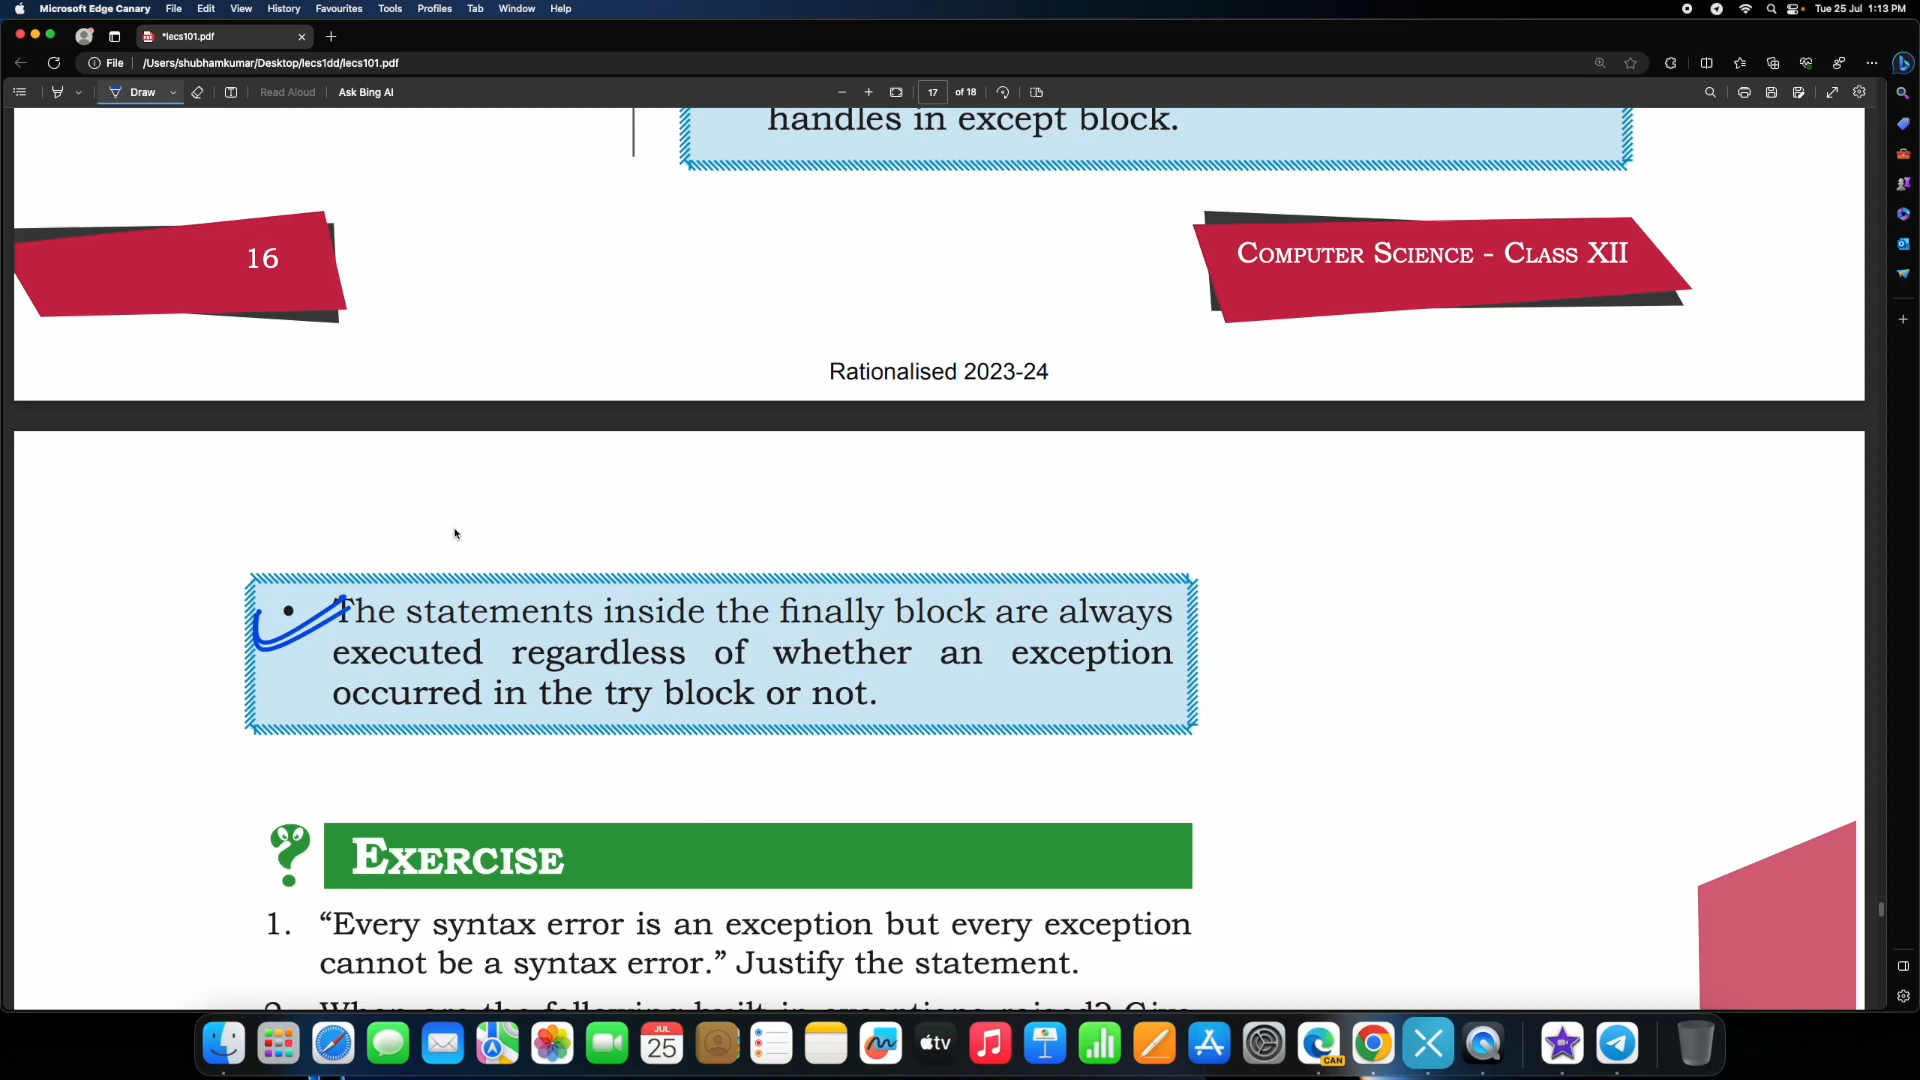 Microsoft Edge Canary File Edit View History Favourites Tools Profiles Tab Window Help Tue 25 Jul 1:13 PM
*lecs101.pdf
File /Users/shubhamkumar/Desktop/lecs1dd/lecs101.pdf
Draw Read Aloud Ask Bing AI 17 of 18
handles in except block.
16
COMPUTER SCIENCE - CLASS XII
Rationalised 2023-24
• The statements inside the finally block are always
executed regardless of whether an exception
occurred in the try block or not.
EXERCISE
1. “Every syntax error is an exception but every exception
cannot be a syntax error.” Justify the statement.
JUL
25
tv
CAN